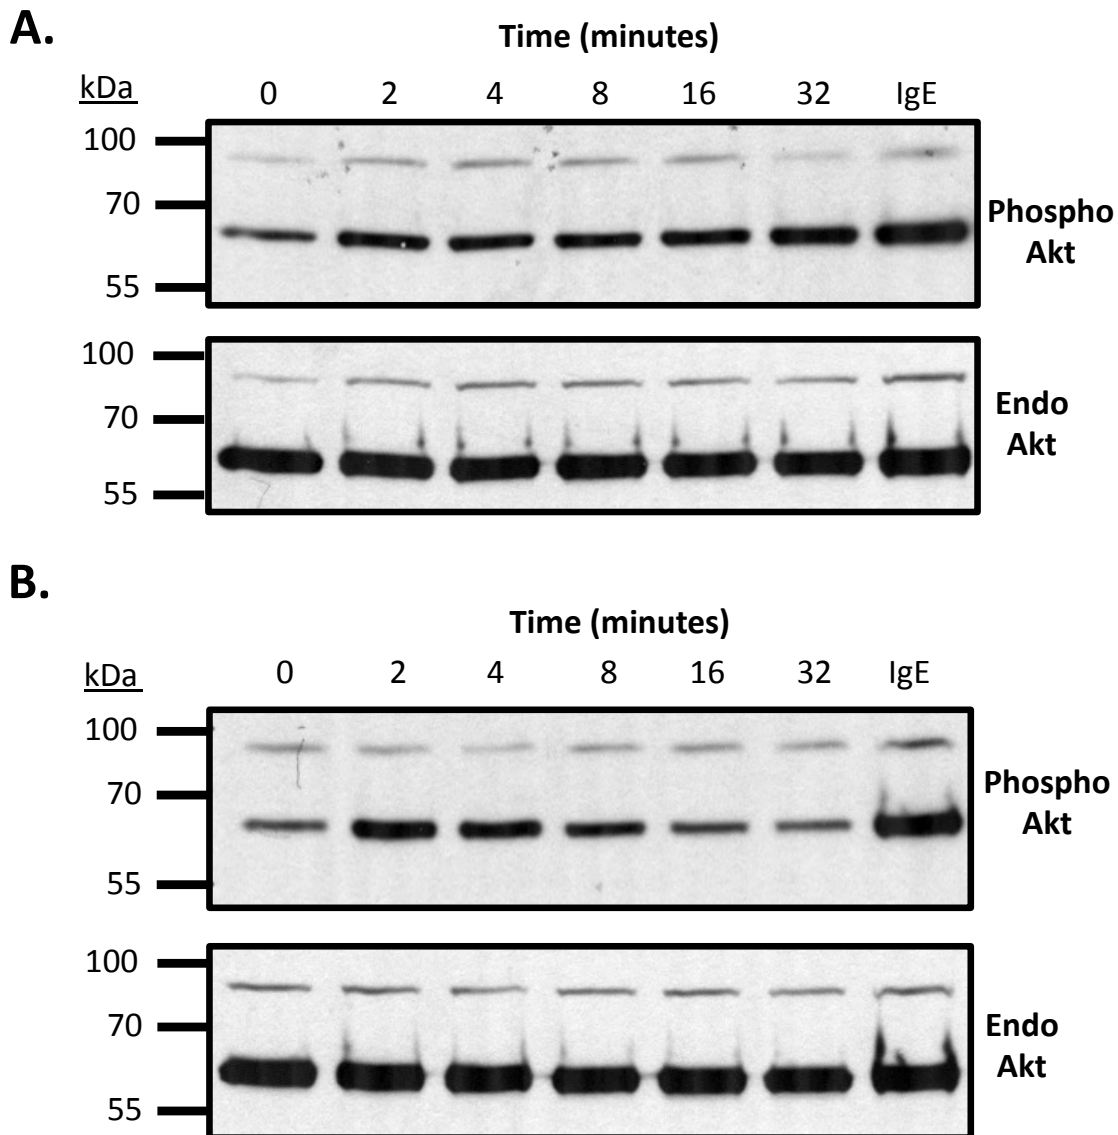 A.
Time (minutes)
kDa 0 2 4 8 16 32 IgE
100
70
55
Phospho
Akt
100
70
55
Endo
Akt
B.
Time (minutes)
kDa 0 2 4 8 16 32 IgE
100
70
55
Phospho
Akt
100
70
55
Endo
Akt